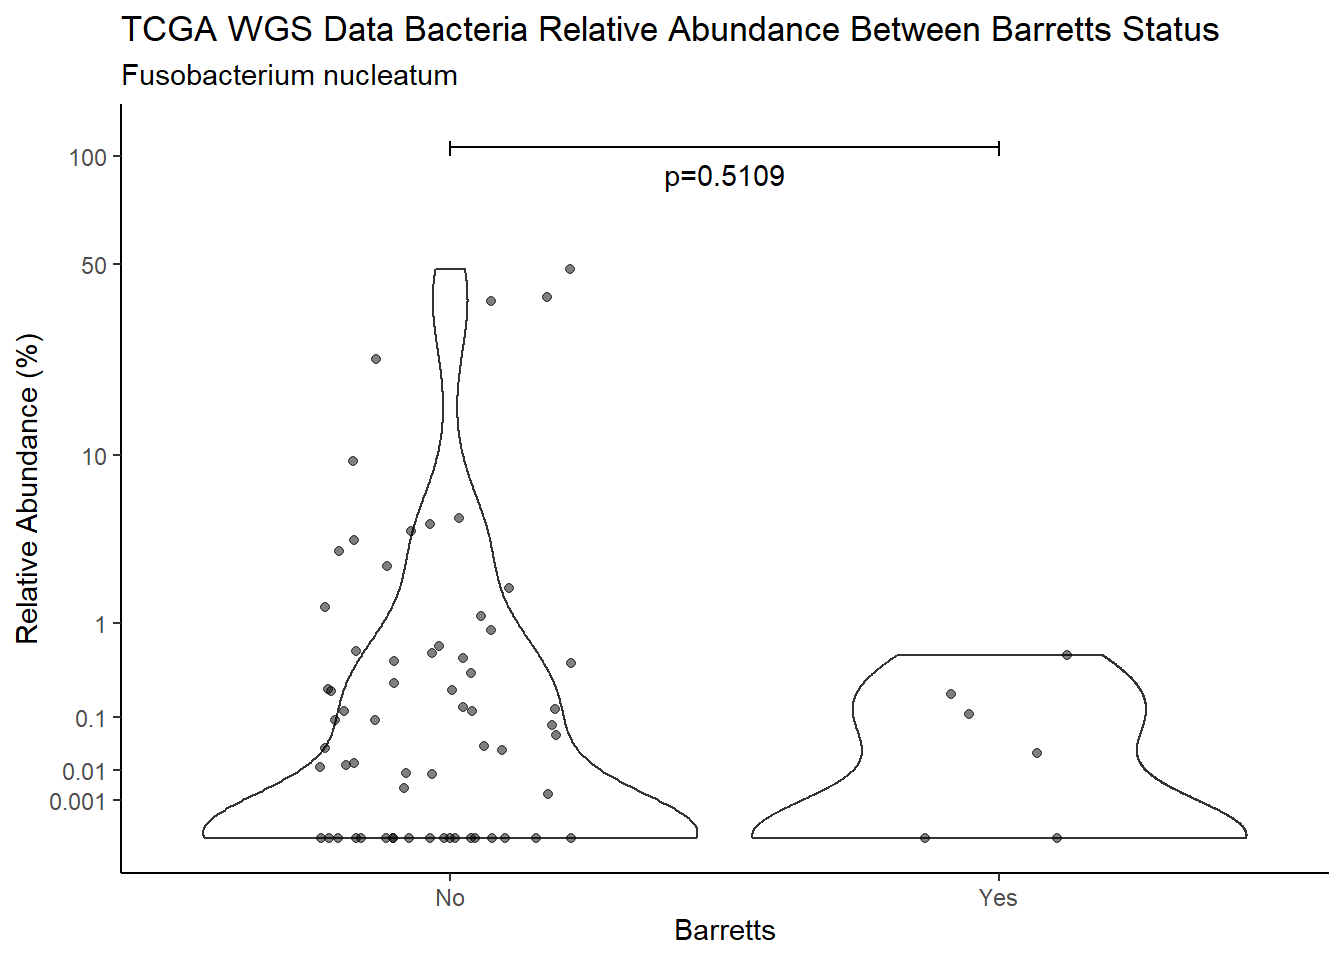 TCGA WGS Data Bacteria Relative Abundance Between Barretts Status
Fusobacterium nucleatum
100
p=0.5109
50
10
1
0.1
0.01
0.001
Relative Abundance (%)
No
Yes
Barretts